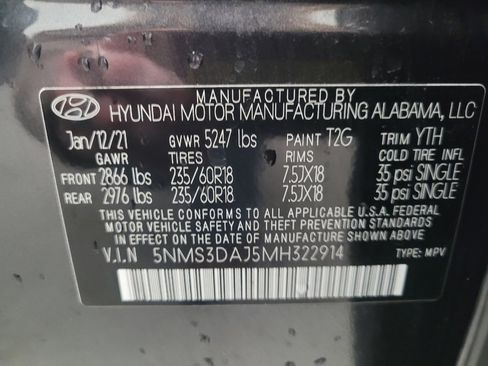 MANUFACTURED BY
HYUNDAI MOTOR MANUFACTURING ALABAMA, LLC
Jan/12/21 GVWR 5247 lbs PAINT T2G TRIM YTH
GAWR TIRES RIMS COLD TIRE INFL
FRONT 2866 lbs 235/60R18 7.5JX18 35 psi SINGLE
REAR 2976 lbs 235/60R18 7.5JX18 35 psi SINGLE
THIS VEHICLE CONFORMS TO ALL APPLICABLE U.S.A. FEDERAL
MOTOR VEHICLE SAFETY AND THEFT PREVENTION STANDARDS
IN EFFECT ON THE DATE OF MANUFACTURE SHOWN ABOVE
V.I.N 5NMS3DAJ5MH322914 TYPE: MPV